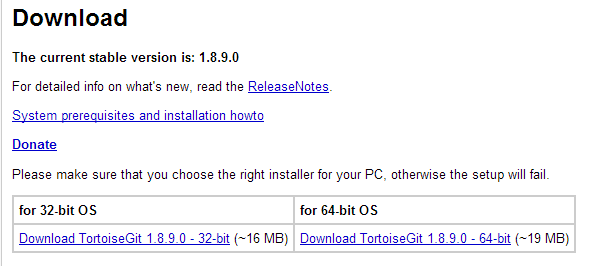 Download
The current stable version is: 1.8.9.0
For detailed info on what's new, read the ReleaseNotes.
System prerequisites and installation howto
Donate
Please make sure that you choose the right installer for your PC, otherwise the setup will fail.
for 32-bit OS for 64-bit OS
Download TortoiseGit 1.8.9.0 - 32-bit (~16 MB) Download TortoiseGit 1.8.9.0 - 64-bit (~19 MB)